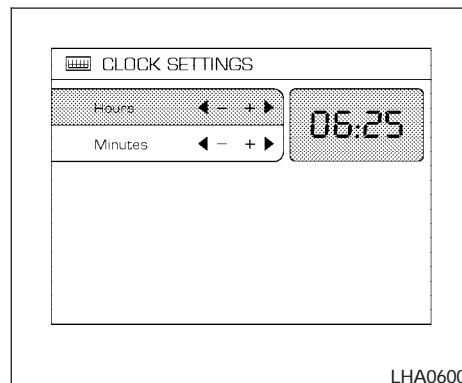 CLOCK SETTINGS
Hours ◀ – + ▶
06:25
Minutes ◀ – + ▶
LHA0600